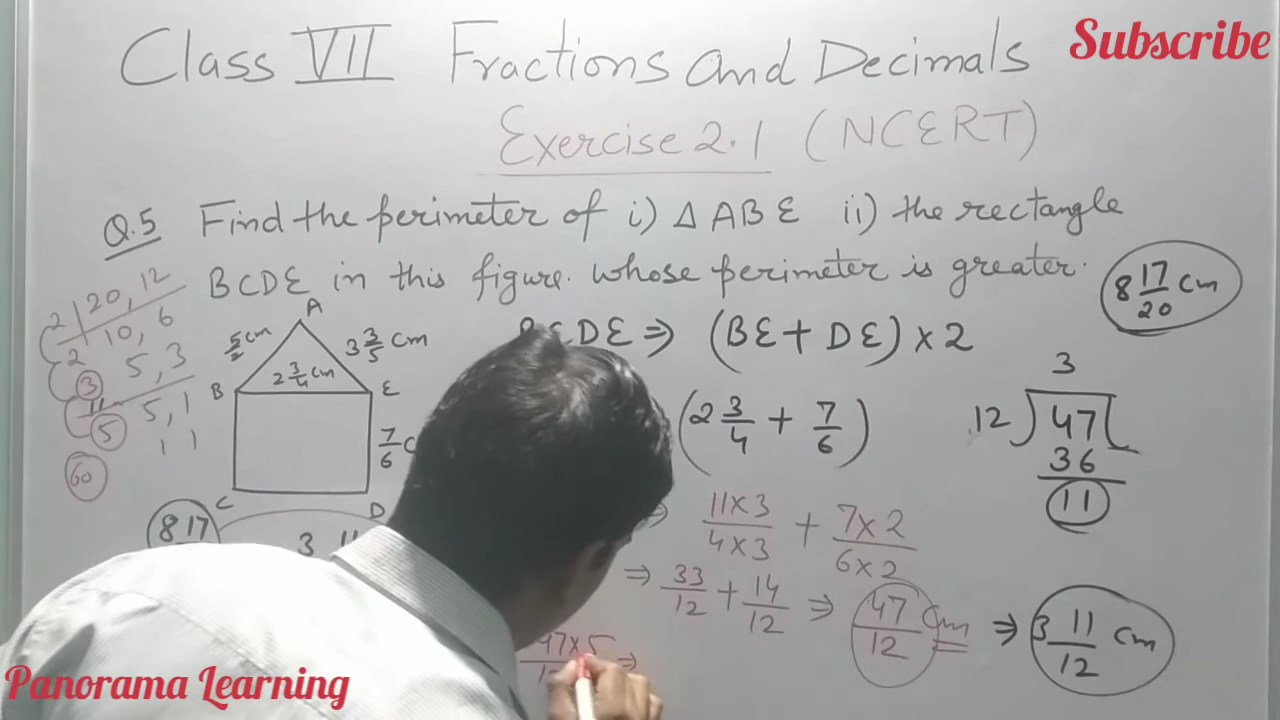 Subscribe
Class VII Fractions and Decimals
Exercise 2.1 (NCERT)
Q.5 Find the perimeter of i) Δ ABE ii) the rectangle
BCDE in this figure. whose perimeter is greater.
8 17/20 cm
2 | 20, 12
2 10, 6
3 5, 3
5 5, 1
1 1
60
A
5/2 cm
3 3/5 cm
2 3/4 cm
B
E
7/6
C
D
BCDE ⇒ (BE + DE) × 2
(2 3/4 + 7/6)
⇒ 11×3/4×3 + 7×2/6×2
⇒ 33/12 + 14/12 ⇒ 47/12 cm ⇒ 3 11/12 cm
3
12 ) 47 (
36
11
8 17
3 11
47×5
⇒
Panorama Learning